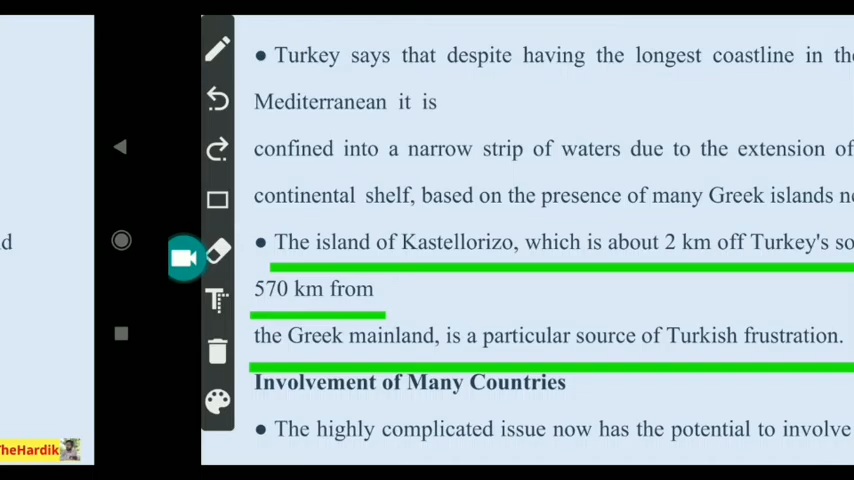 ● Turkey says that despite having the longest coastline in the
Mediterranean it is
confined into a narrow strip of waters due to the extension of
continental shelf, based on the presence of many Greek islands
● The island of Kastellorizo, which is about 2 km off Turkey's
570 km from
the Greek mainland, is a particular source of Turkish frustration.
Involvement of Many Countries
● The highly complicated issue now has the potential to involve
TheHardik